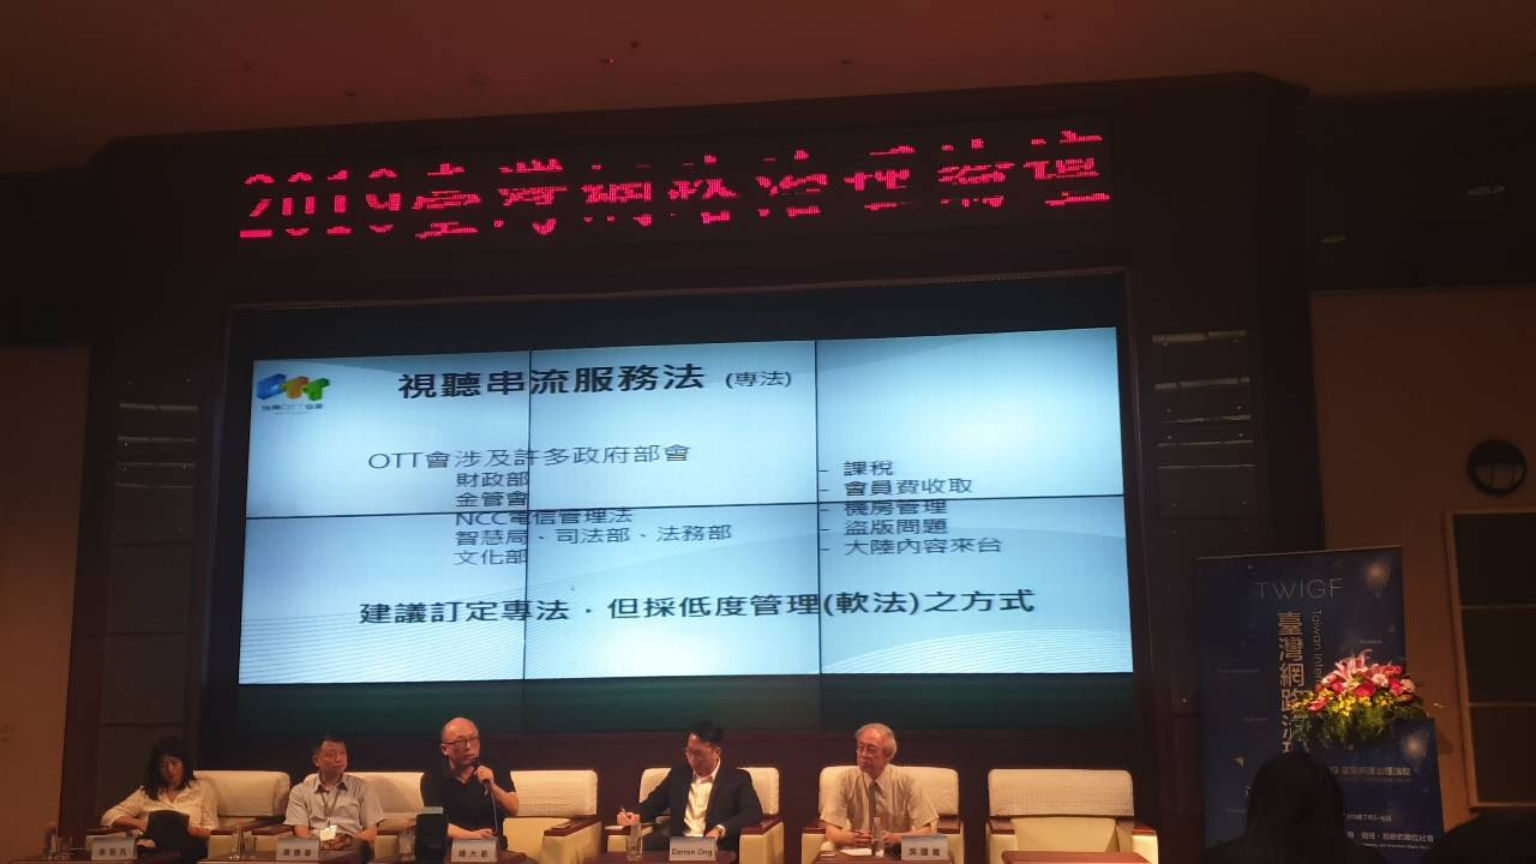 2019臺灣網路治理論壇
視聽串流服務法 (專法)
OTT會涉及許多政府部會
財政部 - 課稅
金管會 - 會員費收取
NCC電信管理法 - 機房管理
智慧局、司法部、法務部 - 盜版問題
文化部 - 大陸內容來台
建議訂定專法，但採低度管理(軟法)之方式
TWIGF
臺灣網路治
Taiwan Inter
Darren Ong